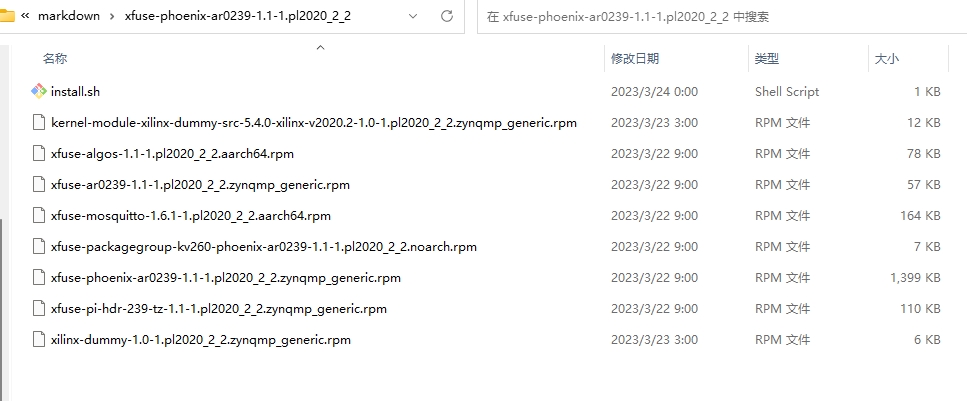 « markdown › xfuse-phoenix-ar0239-1.1-1.pl2020_2_2 在 xfuse-phoenix-ar0239-1.1-1.pl2020_2_2 中搜索
名称 修改日期 类型 大小
install.sh 2023/3/24 0:00 Shell Script 1 KB
kernel-module-xilinx-dummy-src-5.4.0-xilinx-v2020.2-1.0-1.pl2020_2_2.zynqmp_generic.rpm 2023/3/23 3:00 RPM 文件 12 KB
xfuse-algos-1.1-1.pl2020_2_2.aarch64.rpm 2023/3/22 9:00 RPM 文件 78 KB
xfuse-ar0239-1.1-1.pl2020_2_2.zynqmp_generic.rpm 2023/3/22 9:00 RPM 文件 57 KB
xfuse-mosquitto-1.6.1-1.pl2020_2_2.aarch64.rpm 2023/3/22 9:00 RPM 文件 164 KB
xfuse-packagegroup-kv260-phoenix-ar0239-1.1-1.pl2020_2_2.noarch.rpm 2023/3/22 9:00 RPM 文件 7 KB
xfuse-phoenix-ar0239-1.1-1.pl2020_2_2.zynqmp_generic.rpm 2023/3/22 9:00 RPM 文件 1,399 KB
xfuse-pi-hdr-239-tz-1.1-1.pl2020_2_2.zynqmp_generic.rpm 2023/3/22 9:00 RPM 文件 110 KB
xilinx-dummy-1.0-1.pl2020_2_2.zynqmp_generic.rpm 2023/3/23 3:00 RPM 文件 6 KB